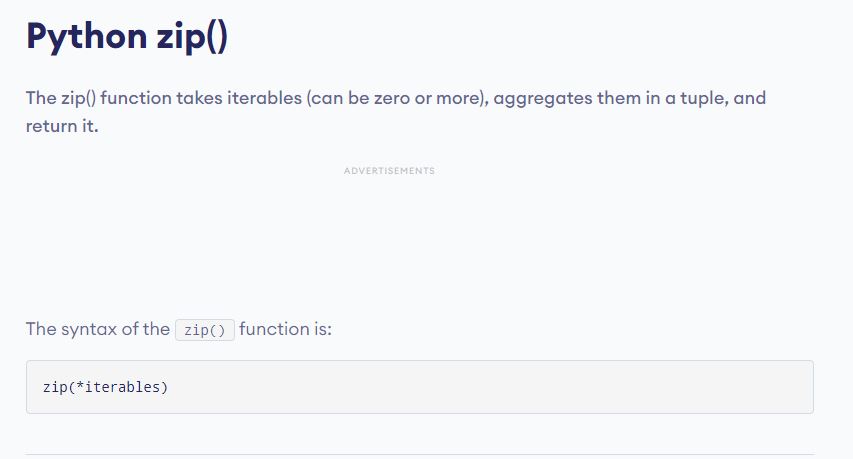 Python zip()
The zip() function takes iterables (can be zero or more), aggregates them in a tuple, and
return it.
ADVERTISEMENTS
The syntax of the zip() function is:
zip(*iterables)